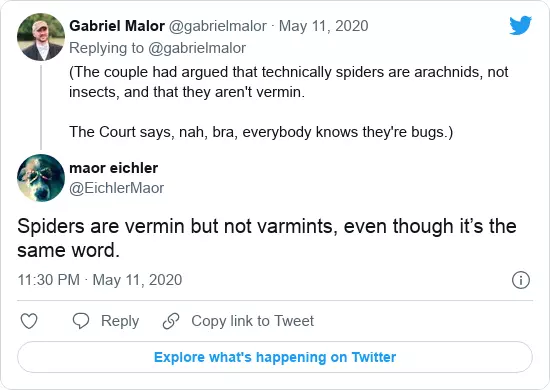 Gabriel Malor @gabrielmalor · May 11, 2020
Replying to @gabrielmalor
(The couple had argued that technically spiders are arachnids, not
insects, and that they aren't vermin.
The Court says, nah, bra, everybody knows they're bugs.)
maor eichler
@EichlerMaor
Spiders are vermin but not varmints, even though it’s the
same word.
11:30 PM · May 11, 2020
Reply
Copy link to Tweet
Explore what's happening on Twitter